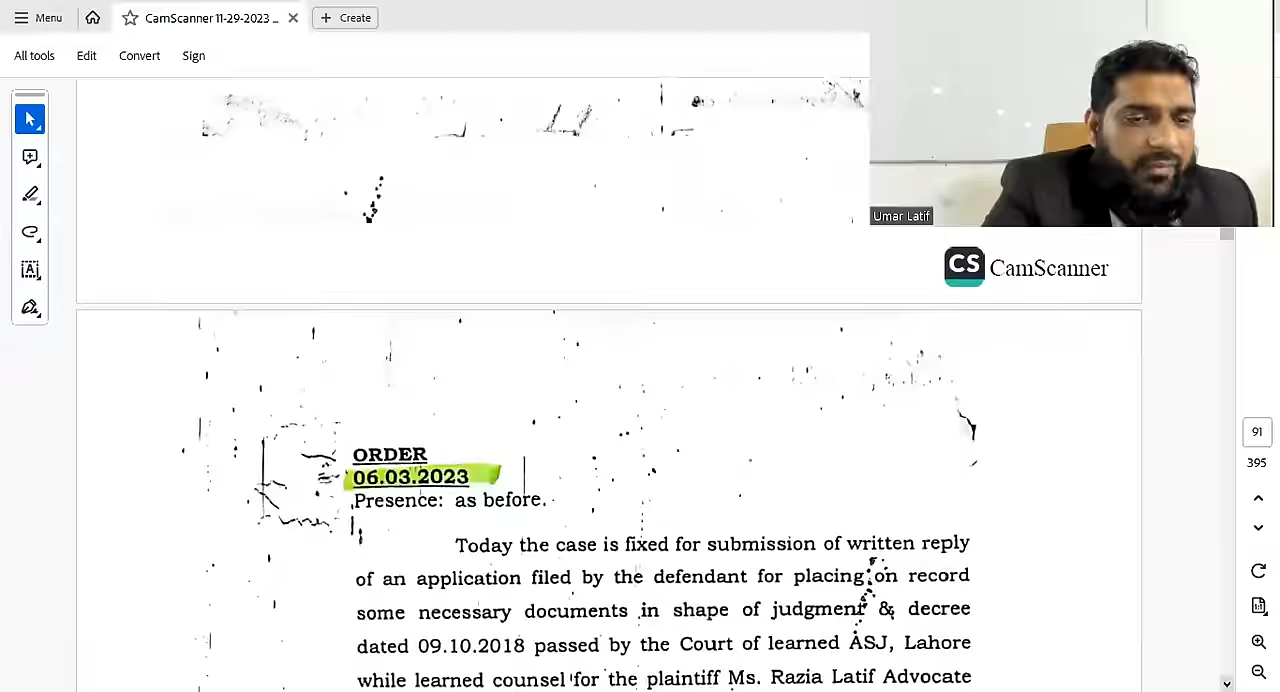 Menu
CamScanner 11-29-2023 ...
Create
All tools
Edit
Convert
Sign
Umar Latif
CS CamScanner
91
395
ORDER
06.03.2023
Presence: as before.
Today the case is fixed for submission of written reply
of an application filed by the defendant for placing on record
some necessary documents in shape of judgment & decree
dated 09.10.2018 passed by the Court of learned ASJ, Lahore
while learned counsel for the plaintiff Ms. Razia Latif Advocate